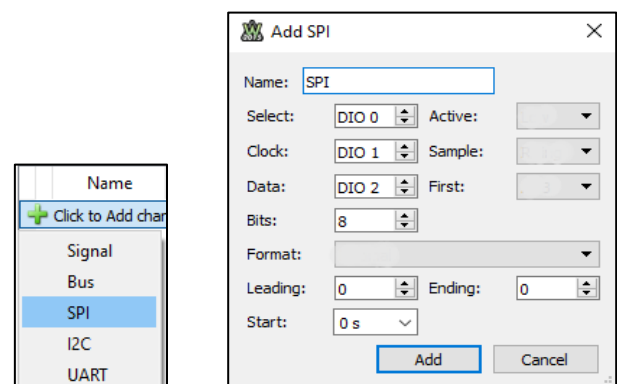 Name
Click to Add chan
Signal
Bus
SPI
I2C
UART
Add SPI
Name: SPI
Select: DIO 0 Active:
Clock: DIO 1 Sample:
Data: DIO 2 First:
Bits: 8
Format:
Leading: 0 Ending: 0
Start: 0 s
Add Cancel